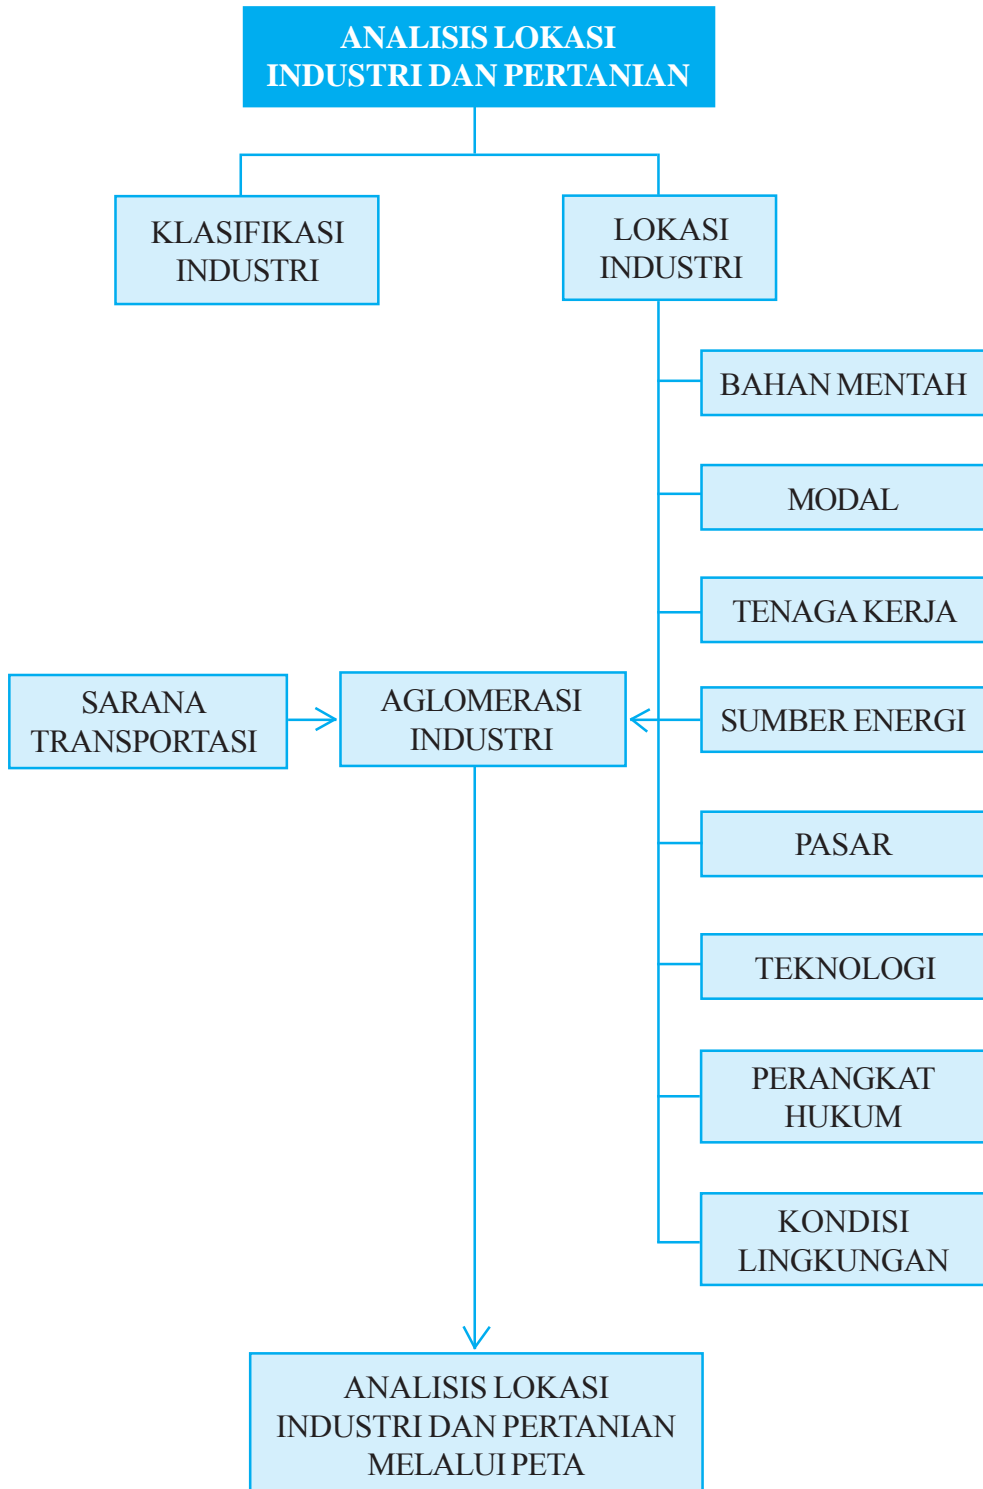 ANALISIS LOKASI
INDUSTRI DAN PERTANIAN
KLASIFIKASI
INDUSTRI
LOKASI
INDUSTRI
BAHAN MENTAH
MODAL
TENAGA KERJA
SARANA
TRANSPORTASI
AGLOMERASI
INDUSTRI
SUMBER ENERGI
PASAR
TEKNOLOGI
PERANGKAT
HUKUM
KONDISI
LINGKUNGAN
ANALISIS LOKASI
INDUSTRI DAN PERTANIAN
MELALUI PETA